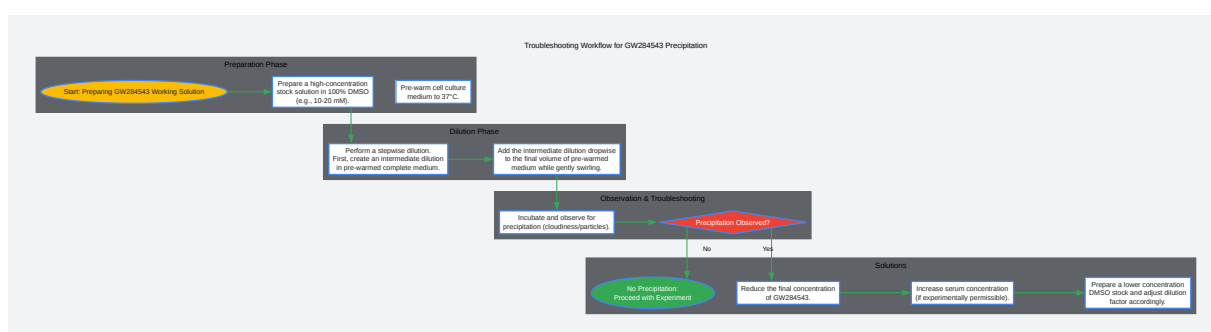 Troubleshooting Workflow for GW284543 Precipitation
Preparation Phase
Start: Preparing GW284543 Working Solution
Prepare a high-concentration
stock solution in 100% DMSO
(e.g., 10-20 mM).
Pre-warm cell culture
medium to 37°C.
Dilution Phase
Perform a stepwise dilution.
First, create an intermediate dilution
in pre-warmed complete medium.
Add the intermediate dilution dropwise
to the final volume of pre-warmed
medium while gently swirling.
Observation & Troubleshooting
Incubate and observe for
precipitation (cloudiness/particles).
Precipitation Observed?
No
Yes
Solutions
No Precipitation:
Proceed with Experiment
Reduce the final concentration
of GW284543.
Increase serum concentration
(if experimentally permissible).
Prepare a lower concentration
DMSO stock and adjust dilution
factor accordingly.